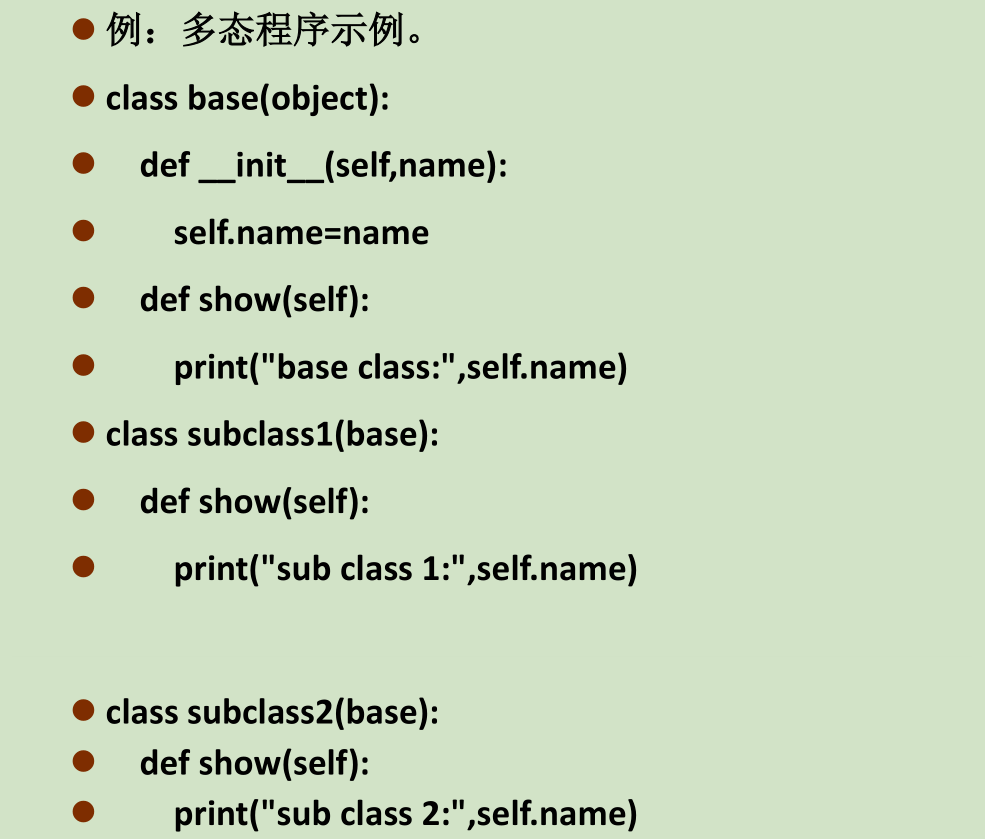 例：多态程序示例。
class base(object):
def __init__(self,name):
self.name=name
def show(self):
print("base class:",self.name)
class subclass1(base):
def show(self):
print("sub class 1:",self.name)
class subclass2(base):
def show(self):
print("sub class 2:",self.name)